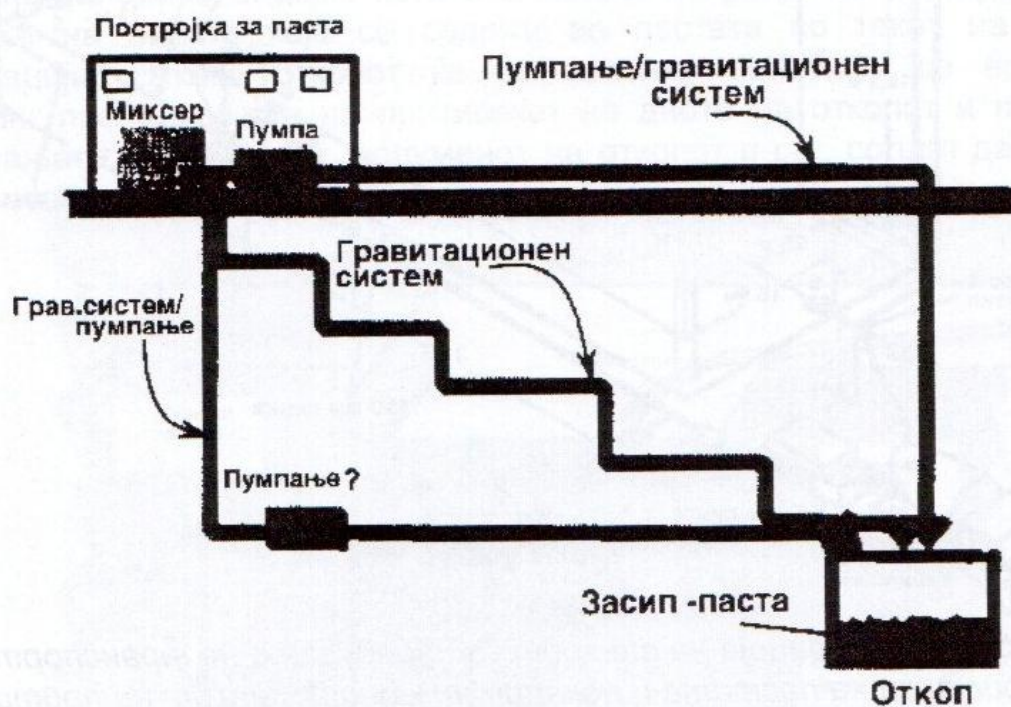 Постројка за паста
Миксер
Пумпа
Пумпање/гравитационен
систем
Гравитационен
систем
Грав.систем/
пумпање
Пумпање?
Засип -паста
Откоп